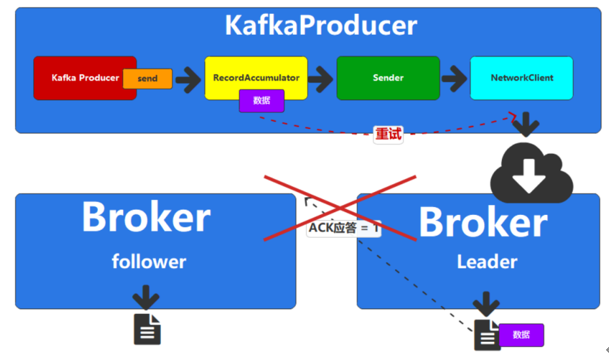 KafkaProducer
Kafka Producer
send
RecordAccumulator
Sender
NetworkClient
数据
重试
Broker
follower
ACK应答 = 1
Broker
Leader
数据